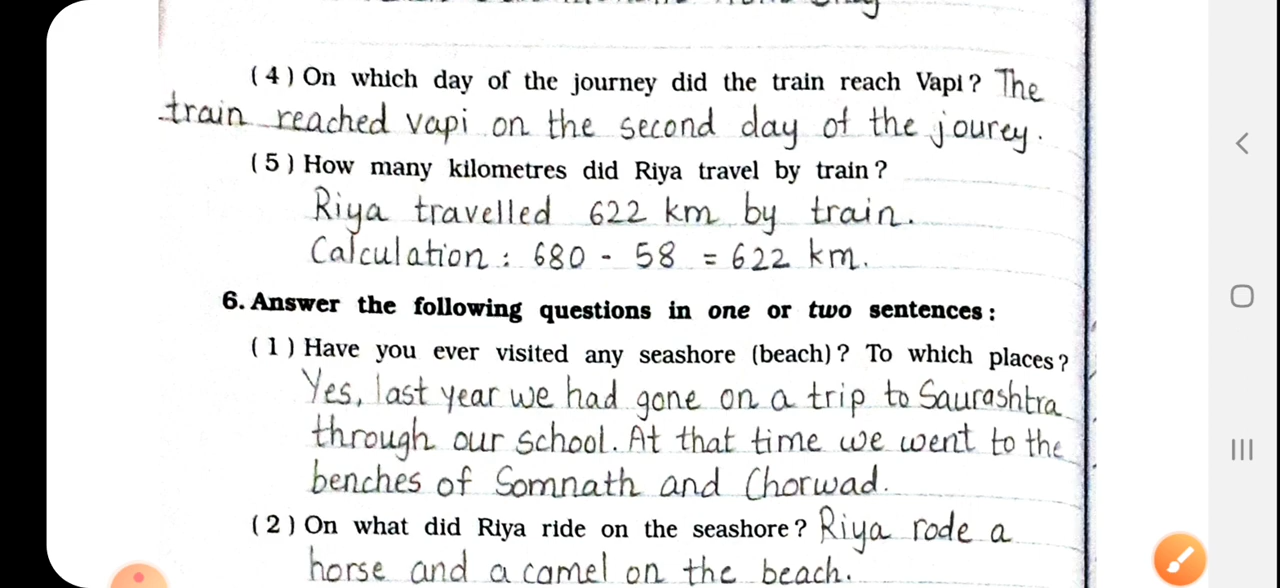 (4) On which day of the journey did the train reach Vapi? The
train reached vapi on the second day of the jourey.
(5) How many kilometres did Riya travel by train?
Riya travelled 622 km by train.
Calculation : 680 - 58 = 622 km.
6. Answer the following questions in one or two sentences:
(1) Have you ever visited any seashore (beach)? To which places?
Yes, last year we had gone on a trip to Saurashtra
through our school. At that time we went to the
benches of Somnath and Chorwad.
(2) On what did Riya ride on the seashore? Riya rode a
horse and a camel on the beach.